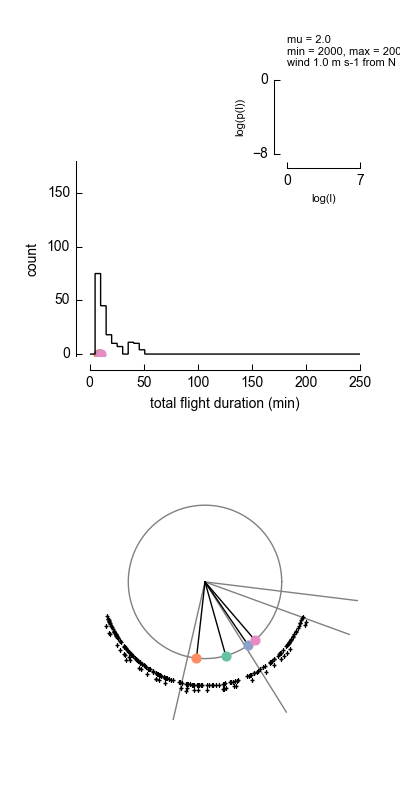 mu = 2.0
min = 2000, max = 200
wind 1.0 m s-1 from N
0
log(p(l))
−8
0 7
log(l)
150
100
count
50
0
0 50 100 150 200 250
total flight duration (min)